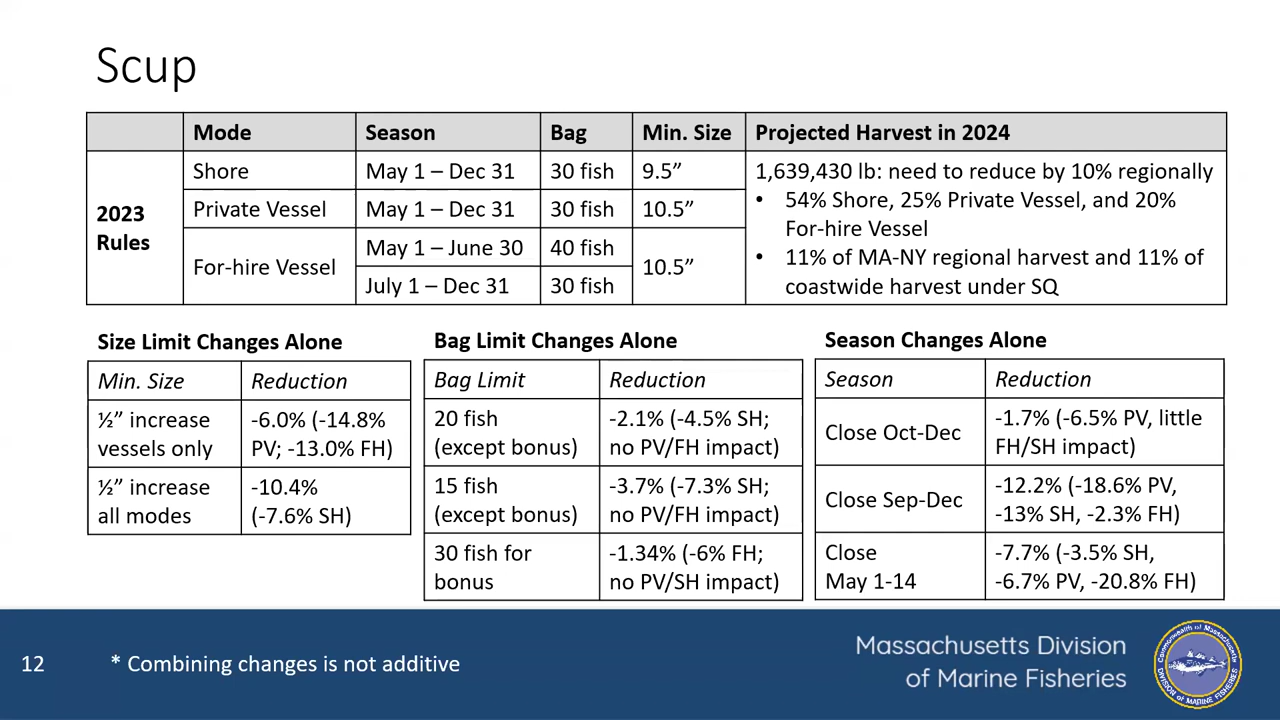 Scup
Mode Season Bag Min. Size Projected Harvest in 2024
2023 Rules
Shore May 1 – Dec 31 30 fish 9.5”
Private Vessel May 1 – Dec 31 30 fish 10.5”
For-hire Vessel May 1 – June 30 40 fish 10.5”
July 1 – Dec 31 30 fish
1,639,430 lb: need to reduce by 10% regionally
• 54% Shore, 25% Private Vessel, and 20%
For-hire Vessel
• 11% of MA-NY regional harvest and 11% of
coastwide harvest under SQ
Size Limit Changes Alone
Min. Size Reduction
½” increase -6.0% (-14.8%
vessels only PV; -13.0% FH)
½” increase -10.4%
all modes (-7.6% SH)
Bag Limit Changes Alone
Bag Limit Reduction
20 fish -2.1% (-4.5% SH;
(except bonus) no PV/FH impact)
15 fish -3.7% (-7.3% SH;
(except bonus) no PV/FH impact)
30 fish for -1.34% (-6% FH;
bonus no PV/SH impact)
Season Changes Alone
Season Reduction
Close Oct-Dec -1.7% (-6.5% PV, little
FH/SH impact)
Close Sep-Dec -12.2% (-18.6% PV,
-13% SH, -2.3% FH)
Close -7.7% (-3.5% SH,
May 1-14 -6.7% PV, -20.8% FH)
12 * Combining changes is not additive
Massachusetts Division
of Marine Fisheries
Commonwealth of Massachusetts
DIVISION OF MARINE FISHERIES